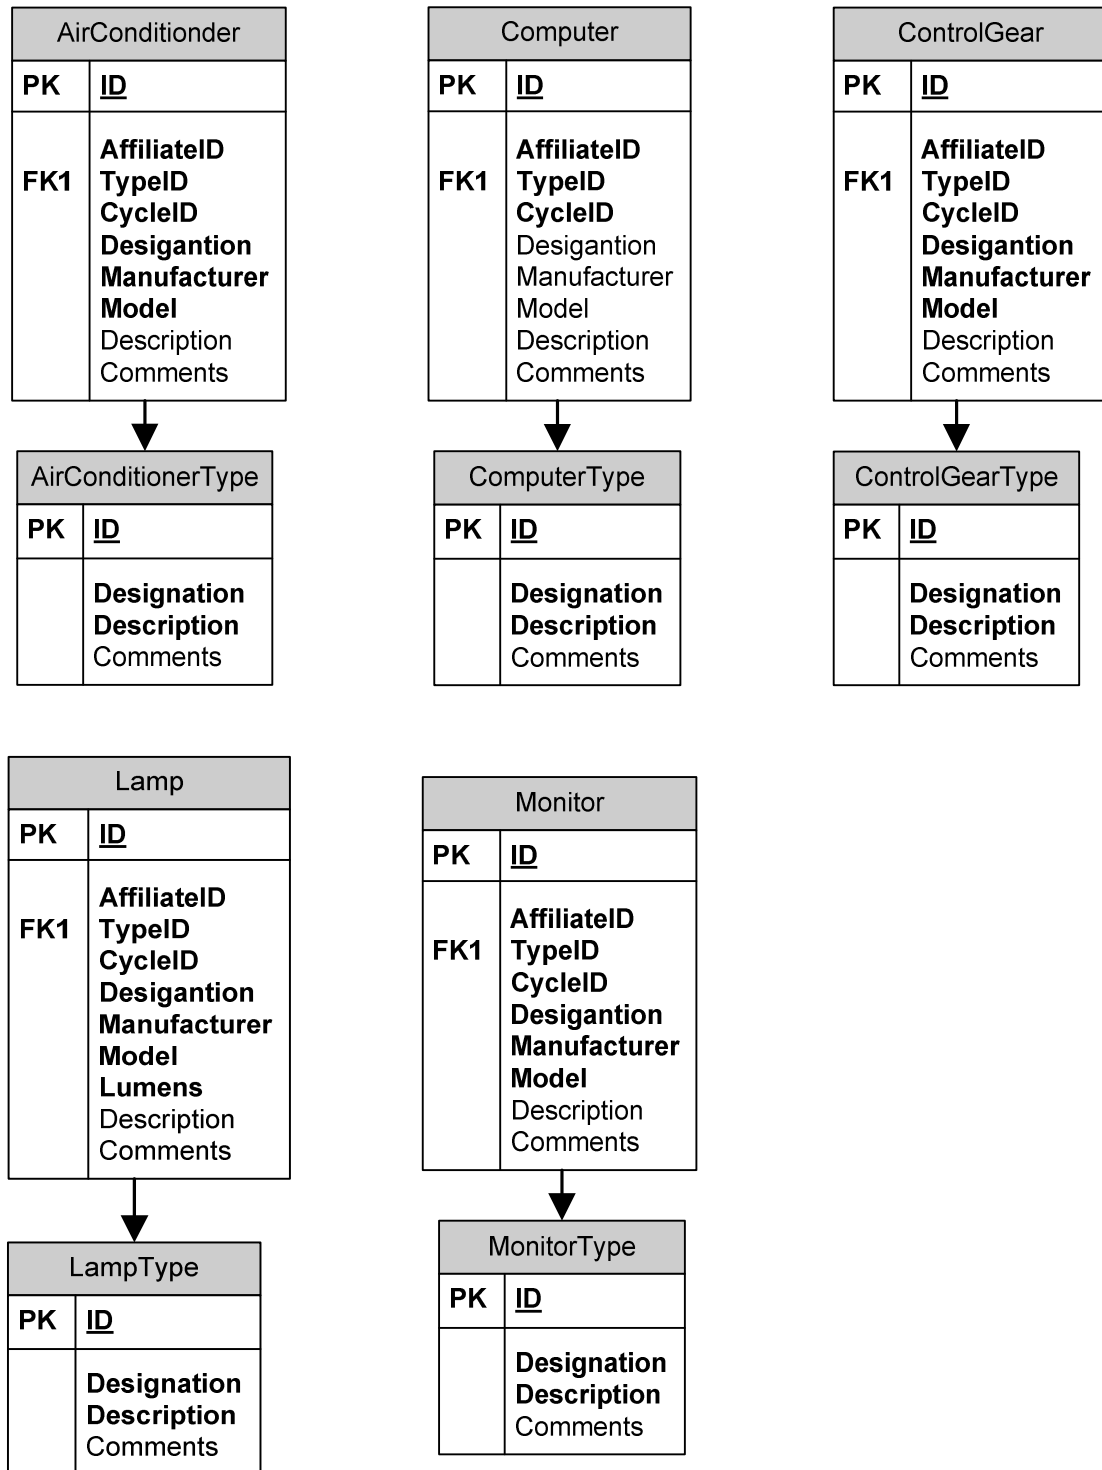 AirConditionder
PK ID
AffiliateID
FK1 TypeID
CycleID
Desigantion
Manufacturer
Model
Description
Comments
AirConditionerType
PK ID
Designation
Description
Comments
Computer
PK ID
AffiliateID
FK1 TypeID
CycleID
Desigantion
Manufacturer
Model
Description
Comments
ComputerType
PK ID
Designation
Description
Comments
ControlGear
PK ID
AffiliateID
FK1 TypeID
CycleID
Desigantion
Manufacturer
Model
Description
Comments
ControlGearType
PK ID
Designation
Description
Comments
Lamp
PK ID
AffiliateID
FK1 TypeID
CycleID
Desigantion
Manufacturer
Model
Lumens
Description
Comments
LampType
PK ID
Designation
Description
Comments
Monitor
PK ID
AffiliateID
FK1 TypeID
CycleID
Desigantion
Manufacturer
Model
Description
Comments
MonitorType
PK ID
Designation
Description
Comments